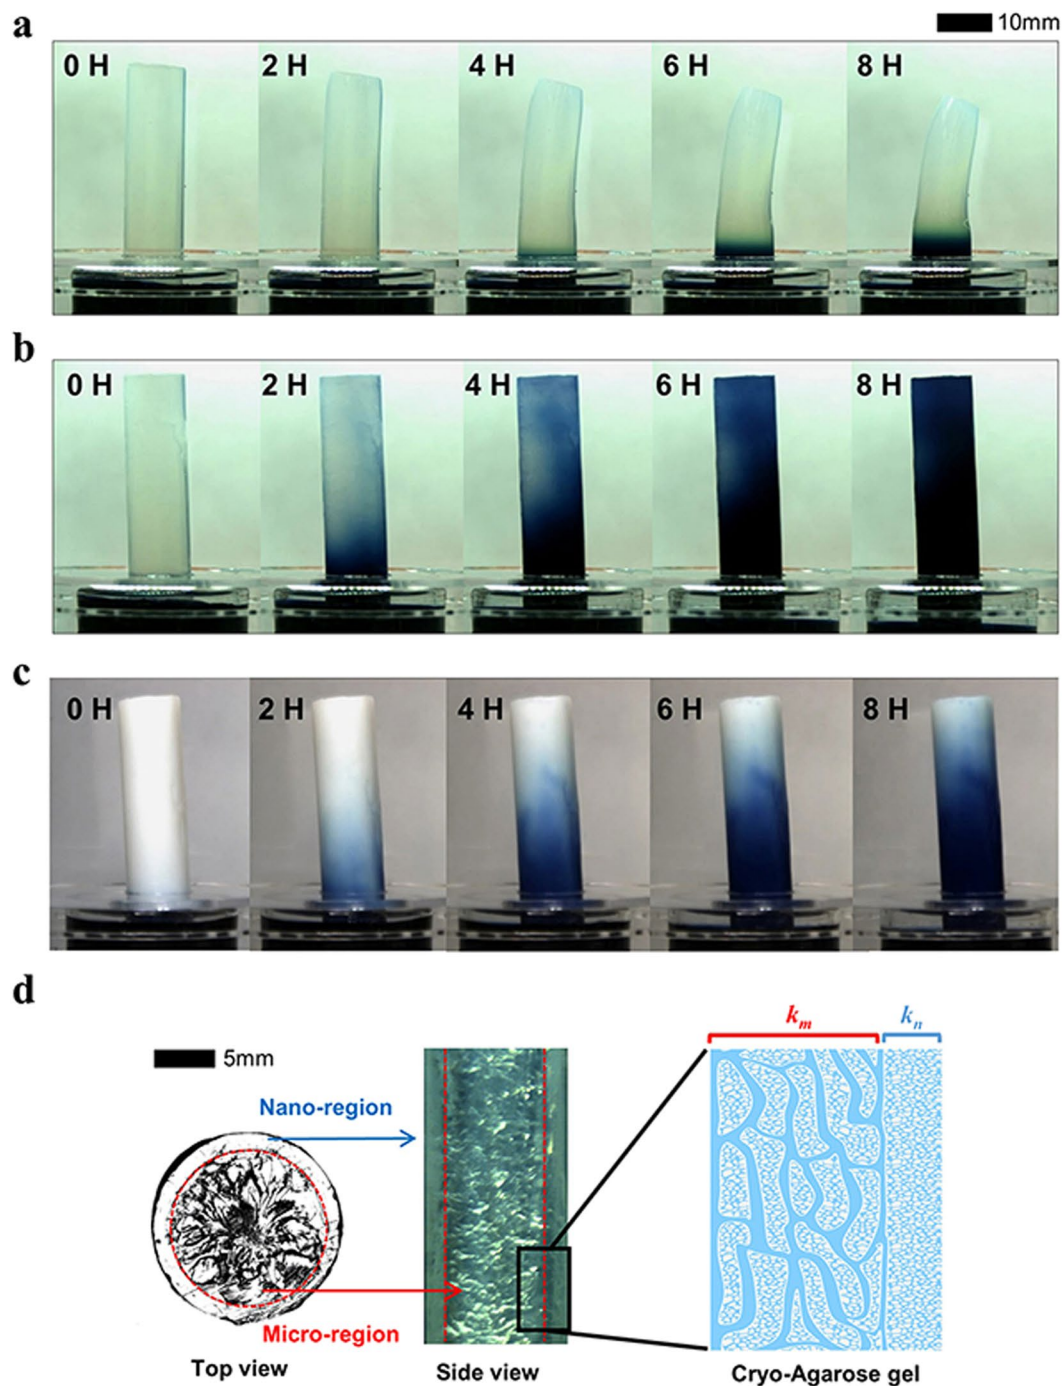 a
10mm
0 H
2 H
4 H
6 H
8 H
b
0 H
2 H
4 H
6 H
8 H
c
0 H
2 H
4 H
6 H
8 H
d
5mm
Nano-region
Micro-region
Top view
Side view
km
kn
Cryo-Agarose gel